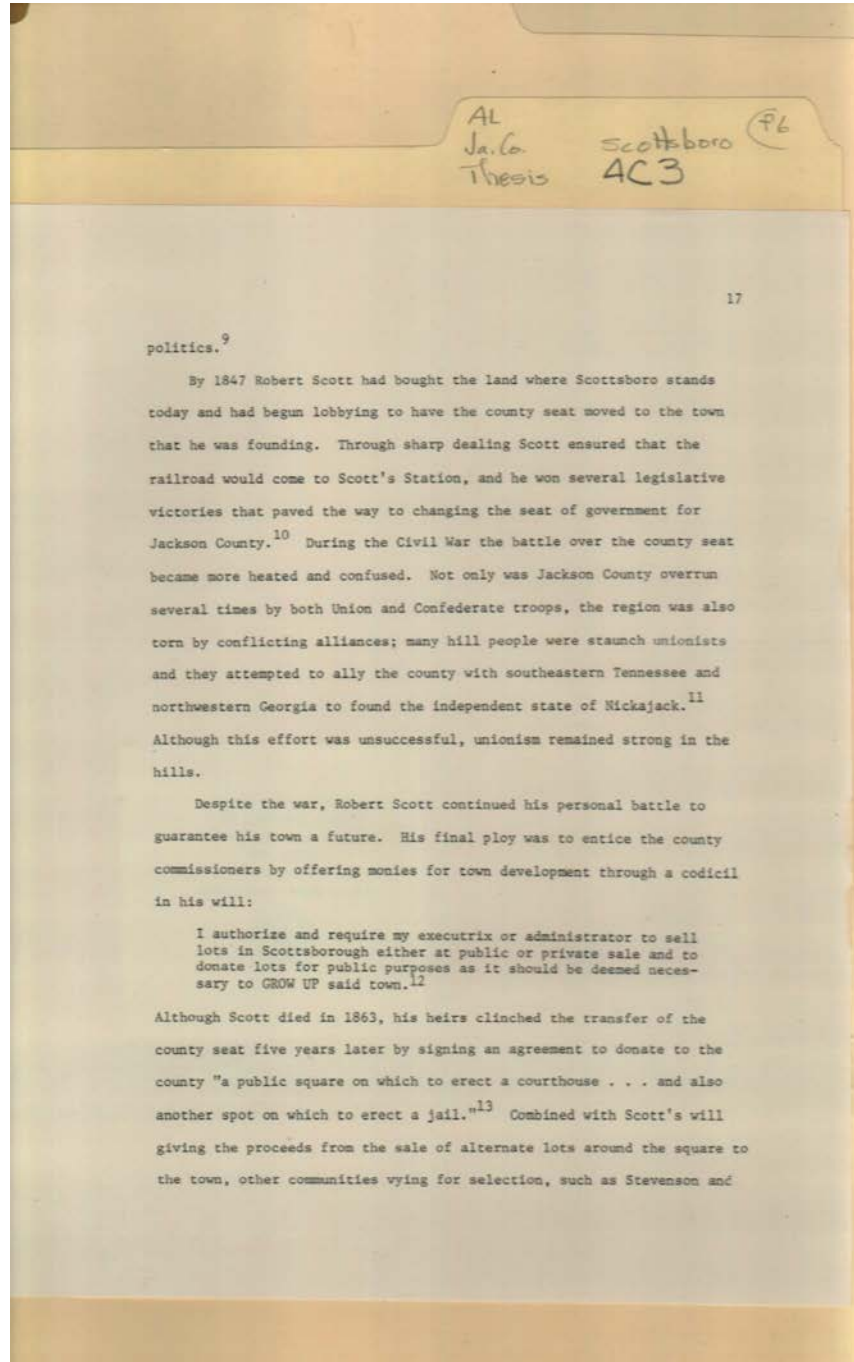 AL
Ja. Co. Scottsboro P6
Thesis 4C3
17
politics.9
By 1847 Robert Scott had bought the land where Scottsboro stands
today and had begun lobbying to have the county seat moved to the town
that he was founding. Through sharp dealing Scott ensured that the
railroad would come to Scott's Station, and he won several legislative
victories that paved the way to changing the seat of government for
Jackson County.10 During the Civil War the battle over the county seat
became more heated and confused. Not only was Jackson County overrun
several times by both Union and Confederate troops, the region was also
torn by conflicting alliances; many hill people were staunch unionists
and they attempted to ally the county with southeastern Tennessee and
northwestern Georgia to found the independent state of Nickajack.11
Although this effort was unsuccessful, unionism remained strong in the
hills.
Despite the war, Robert Scott continued his personal battle to
guarantee his town a future. His final ploy was to entice the county
commissioners by offering monies for town development through a codicil
in his will:
I authorize and require my executrix or administrator to sell
lots in Scottsborough either at public or private sale and to
donate lots for public purposes as it should be deemed neces-
sary to GROW UP said town.12
Although Scott died in 1863, his heirs clinched the transfer of the
county seat five years later by signing an agreement to donate to the
county "a public square on which to erect a courthouse . . . and also
another spot on which to erect a jail."13 Combined with Scott's will
giving the proceeds from the sale of alternate lots around the square to
the town, other communities vying for selection, such as Stevenson and